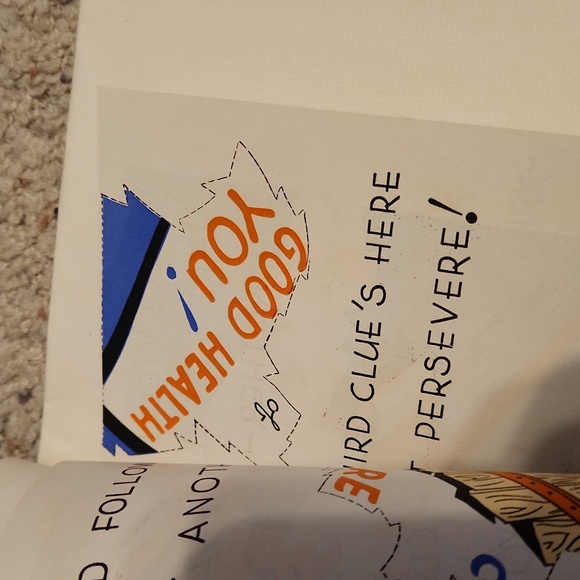 GOOD HEALTH
YOU!
IRD CLUE'S HERE
PERSEVERE!
RE
D FOLLO
ANOT